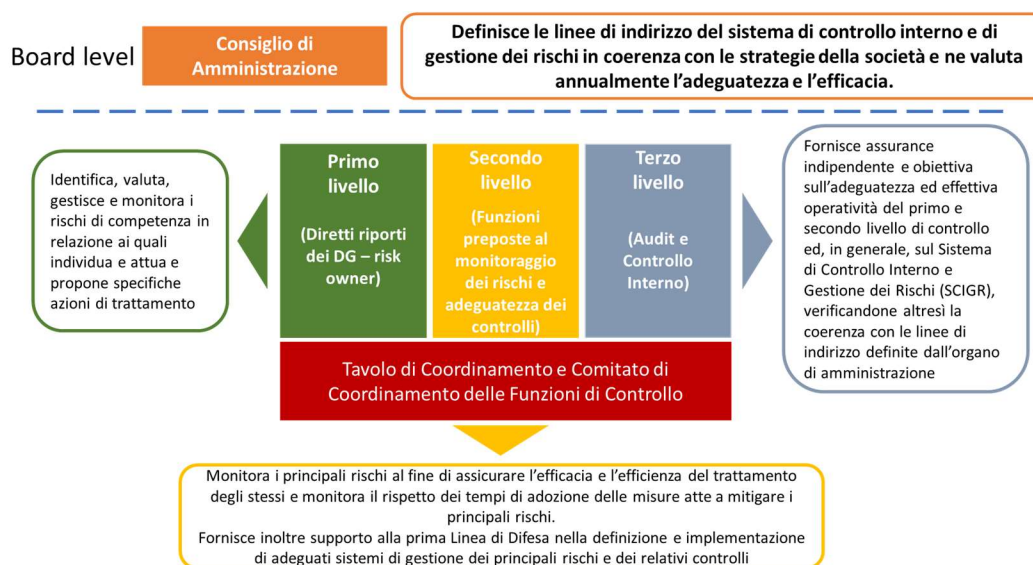 Board level
Consiglio di
Amministrazione
Definisce le linee di indirizzo del sistema di controllo interno e di
gestione dei rischi in coerenza con le strategie della società e ne valuta
annualmente l'adeguatezza e l'efficacia.
Identifica, valuta,
gestisce e monitora i
rischi di competenza in
relazione ai quali
individua e attua e
propone specifiche
azioni di trattamento
Primo
livello
(Diretti riporti
dei DG – risk
owner)
Secondo
livello
(Funzioni
preposte al
monitoraggio
dei rischi e
adeguatezza dei
controlli)
Terzo
livello
(Audit e
Controllo
Interno)
Fornisce assurance
indipendente e obiettiva
sull'adeguatezza ed effettiva
operatività del primo e
secondo livello di controllo
ed, in generale, sul Sistema
di Controllo Interno e
Gestione dei Rischi (SCIGR),
verificandone altresì la
coerenza con le linee di
indirizzo definite dall'organo
di amministrazione
Tavolo di Coordinamento e Comitato di
Coordinamento delle Funzioni di Controllo
Monitora i principali rischi al fine di assicurare l'efficacia e l'efficienza del trattamento
degli stessi e monitora il rispetto dei tempi di adozione delle misure atte a mitigare i
principali rischi.
Fornisce inoltre supporto alla prima Linea di Difesa nella definizione e implementazione
di adeguati sistemi di gestione dei principali rischi e dei relativi controlli